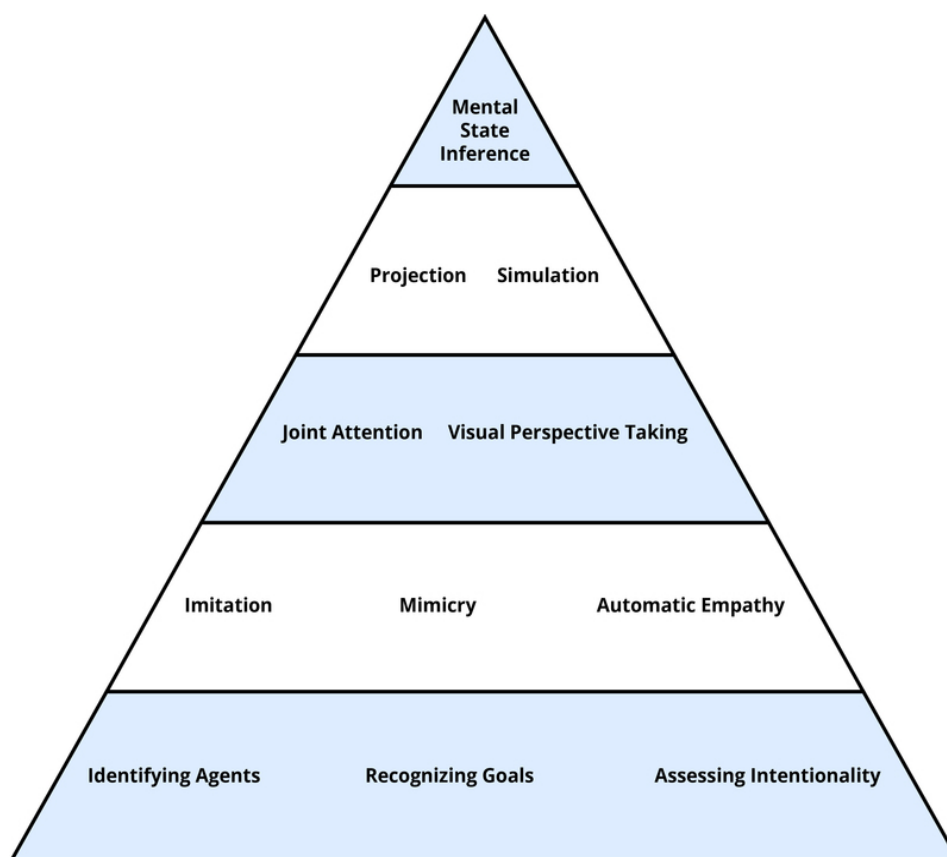 Mental
State
Inference
Projection Simulation
Joint Attention Visual Perspective Taking
Imitation Mimicry Automatic Empathy
Identifying Agents Recognizing Goals Assessing Intentionality